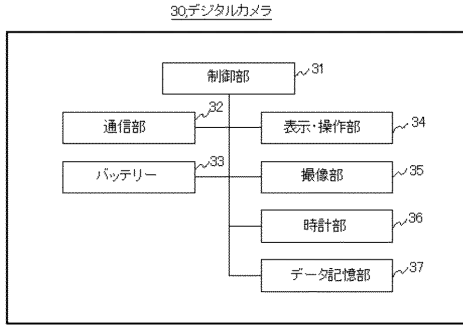 30,デジタルカメラ
制御部 31
通信部 32
表示・操作部 34
バッテリー 33
撮像部 35
時計部 36
データ記憶部 37